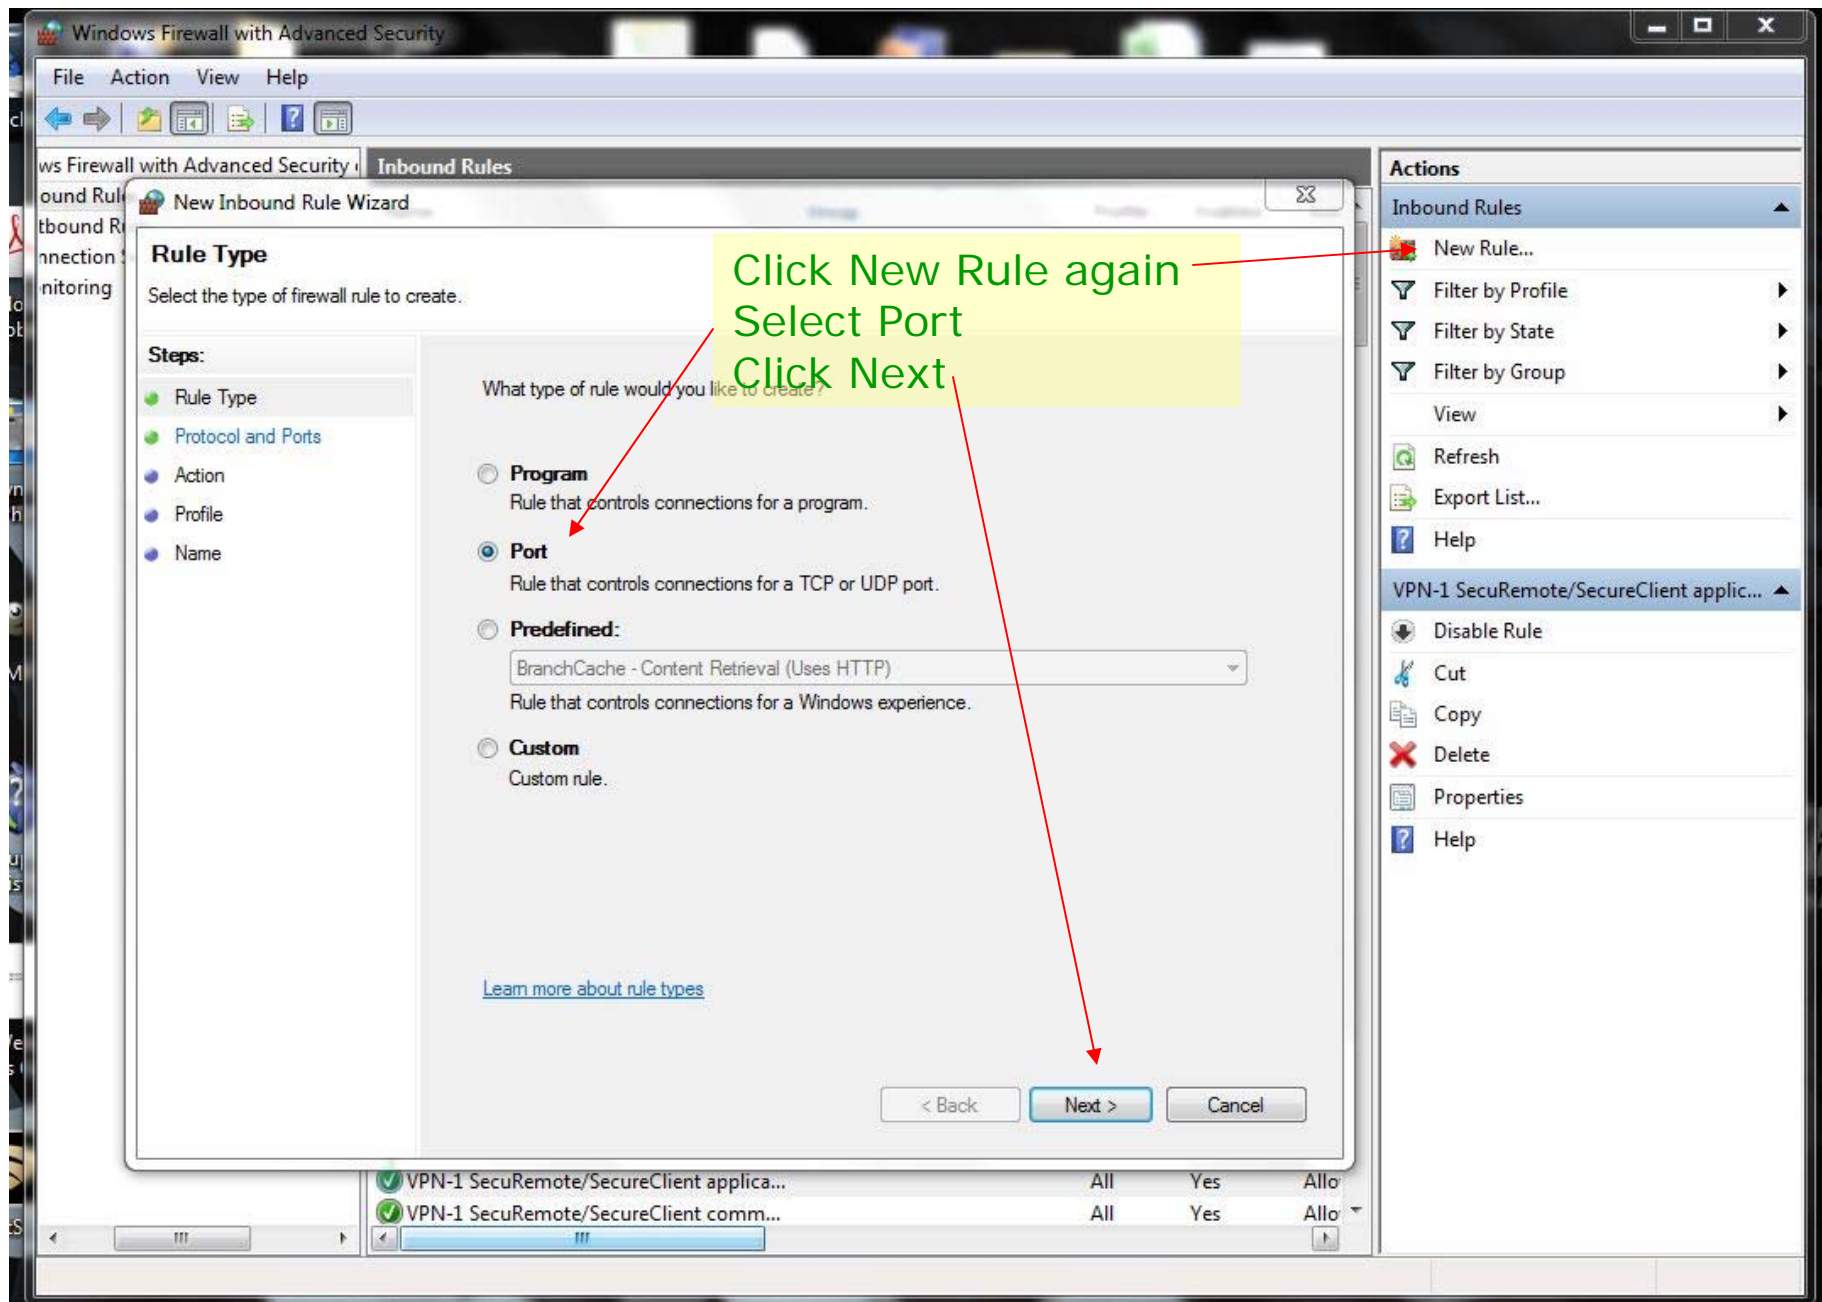 Windows Firewall with Advanced Security
File Action View Help
ws Firewall with Advanced Security
ound Rul
tbound R
nnection
nitoring
Inbound Rules
New Inbound Rule Wizard
Rule Type
Select the type of firewall rule to create.
Click New Rule again
Select Port
Click Next
Steps:
Rule Type
Protocol and Ports
Action
Profile
Name
What type of rule would you like to create?
Program
Rule that controls connections for a program.
Port
Rule that controls connections for a TCP or UDP port.
Predefined:
BranchCache - Content Retrieval (Uses HTTP)
Rule that controls connections for a Windows experience.
Custom
Custom rule.
Learn more about rule types
< Back Next > Cancel
VPN-1 SecuRemote/SecureClient applica... All Yes Allo
VPN-1 SecuRemote/SecureClient comm... All Yes Allo
Actions
Inbound Rules
New Rule...
Filter by Profile
Filter by State
Filter by Group
View
Refresh
Export List...
Help
VPN-1 SecuRemote/SecureClient applic...
Disable Rule
Cut
Copy
Delete
Properties
Help